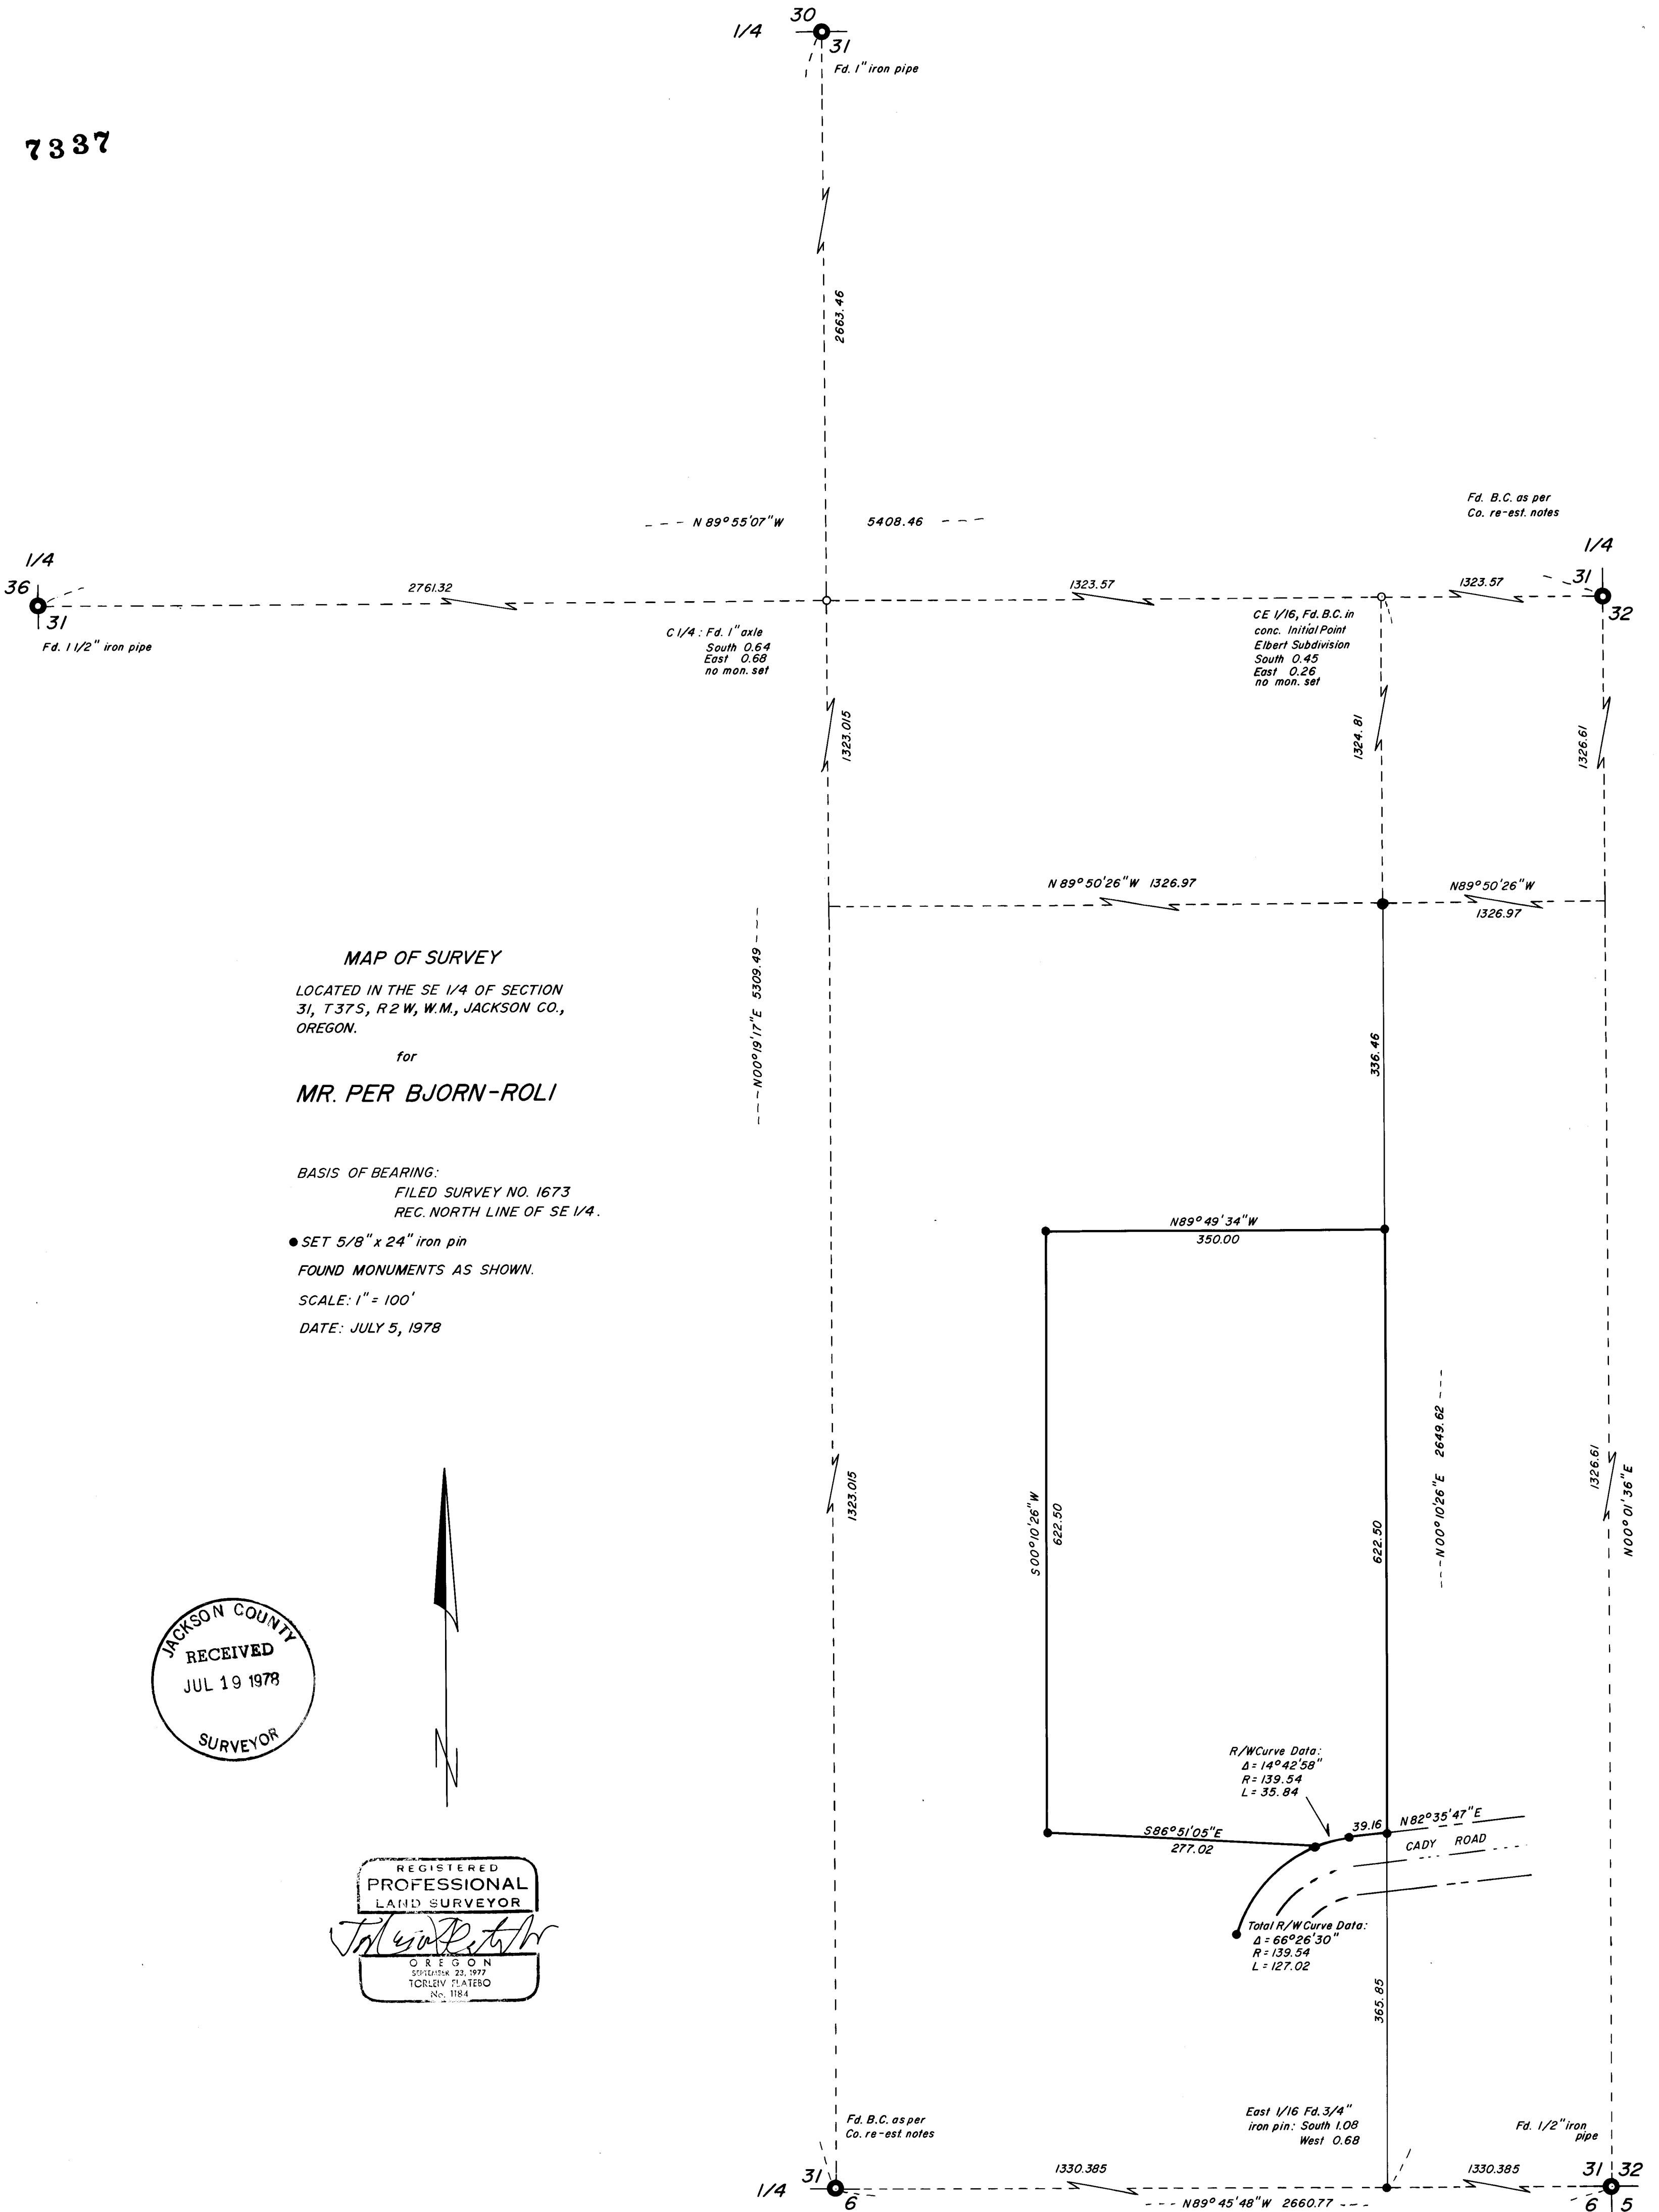 7337
30
1/4
31
Fd. 1" iron pipe
2663.46
Fd. B.C. as per
Co. re-est. notes
--- N 89°55'07"W 5408.46 ---
1/4
36
31
Fd. 1 1/2" iron pipe
2761.32
1323.57
1323.57
1/4
31
32
C 1/4 : Fd. 1" axle
South 0.64
East 0.68
no mon. set
CE 1/16, Fd. B.C. in
conc. Initial Point
Elbert Subdivision
South 0.45
East 0.26
no mon. set
1323.015
1324.81
1326.61
N 89°50'26"W 1326.97
N89°50'26"W
1326.97
---N00°19'17"E 5309.49 ---
MAP OF SURVEY
LOCATED IN THE SE 1/4 OF SECTION
31, T37S, R2W, W.M., JACKSON CO.,
OREGON.
for
MR. PER BJORN-ROLI
BASIS OF BEARING:
FILED SURVEY NO. 1673
REC. NORTH LINE OF SE 1/4.
SET 5/8" x 24" iron pin
FOUND MONUMENTS AS SHOWN.
SCALE: 1" = 100'
DATE: JULY 5, 1978
336.46
N89°49'34"W
350.00
S00°10'26"W
622.50
622.50
---N00°10'26"E 2649.62 ---
1323.015
1326.61
N00°01'36"E
N
JACKSON COUNTY
RECEIVED
JUL 19 1978
SURVEYOR
R/W Curve Data:
Δ = 14°42'58"
R = 139.54
L = 35.84
39.16
N82°35'47"E
CADY ROAD
S86°51'05"E
277.02
Total R/W Curve Data:
Δ = 66°26'30"
R = 139.54
L = 127.02
365.85
REGISTERED
PROFESSIONAL
LAND SURVEYOR
OREGON
SEPTEMBER 23, 1977
TORLEIV FLATEBO
No. 1184
Fd. B.C. as per
Co. re-est. notes
East 1/16 Fd. 3/4"
iron pin: South 1.08
West 0.68
Fd. 1/2" iron
pipe
1/4
31
6
1330.385
1330.385
31 32
6 5
--- N89°45'48"W 2660.77 ---